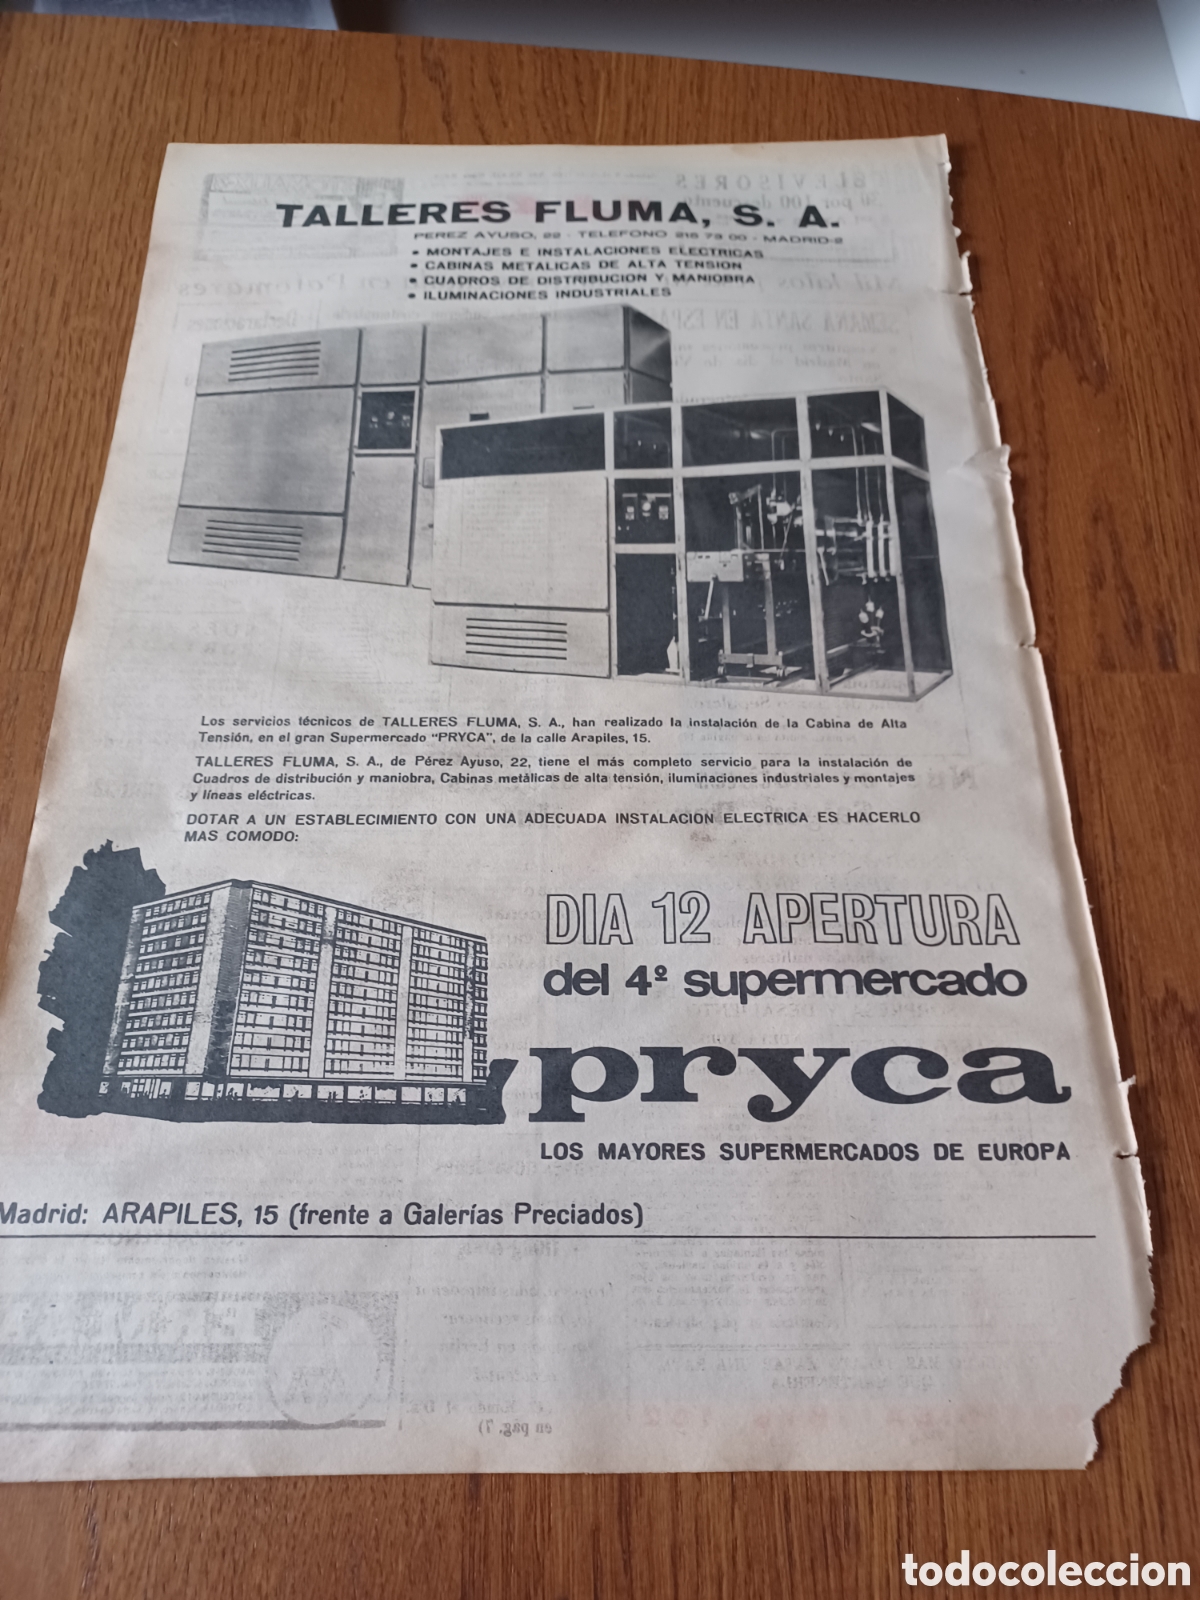 TALLERES FLUMA, S. A.
PEREZ AYUSO, 22 - TELEFONO 215 73 00 - MADRID-2
• MONTAJES E INSTALACIONES ELECTRICAS
• CABINAS METALICAS DE ALTA TENSION
• CUADROS DE DISTRIBUCION Y MANIOBRA
• ILUMINACIONES INDUSTRIALES
Los servicios técnicos de TALLERES FLUMA, S. A., han realizado la instalación de la Cabina de Alta
Tensión, en el gran Supermercado "PRYCA", de la calle Arapiles, 15.
TALLERES FLUMA, S. A., de Pérez Ayuso, 22, tiene el más completo servicio para la instalación de
Cuadros de distribución y maniobra, Cabinas metálicas de alta tensión, iluminaciones industriales y montajes
y líneas eléctricas.
DOTAR A UN ESTABLECIMIENTO CON UNA ADECUADA INSTALACION ELECTRICA ES HACERLO
MAS COMODO:
DIA 12 APERTURA
del 4º supermercado
pryca
LOS MAYORES SUPERMERCADOS DE EUROPA
Madrid: ARAPILES, 15 (frente a Galerías Preciados)
todocoleccion